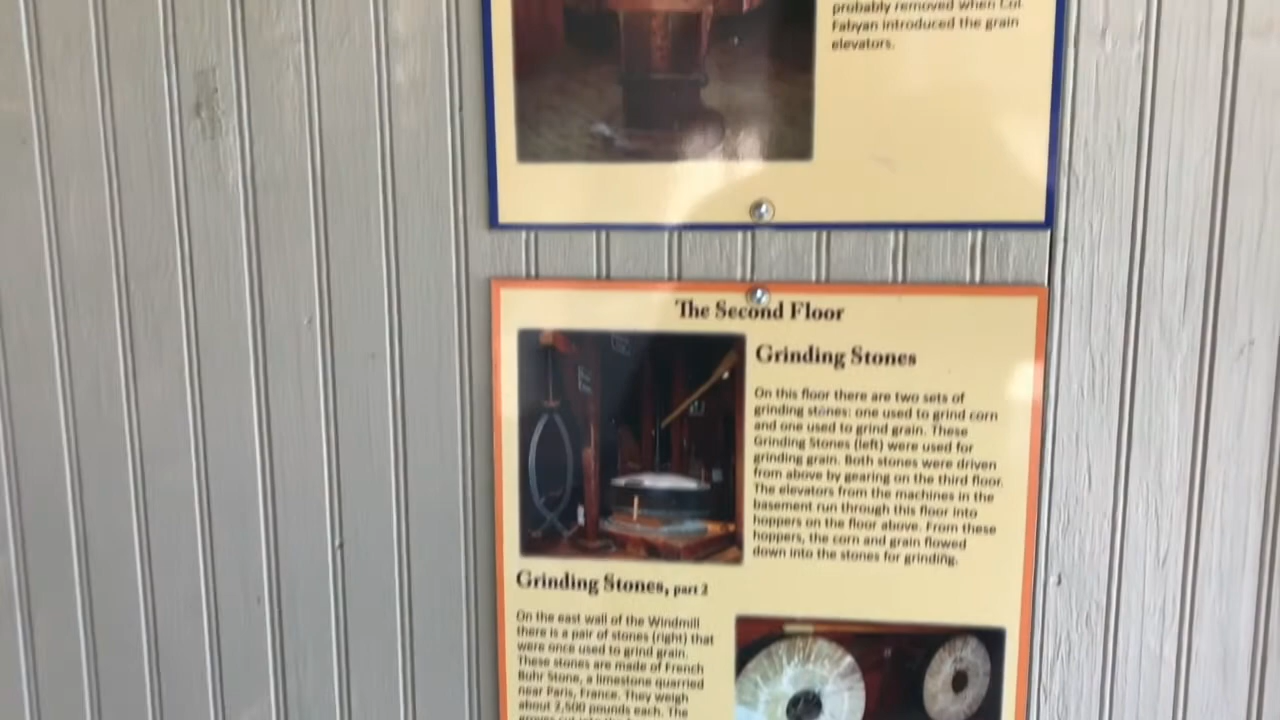 probably removed when Col.
Fabyan introduced the grain
elevators.
The Second Floor
Grinding Stones
On this floor there are two sets of
grinding stones: one used to grind corn
and one used to grind grain. These
Grinding Stones (left) were used for
grinding grain. Both stones were driven
from above by gearing on the third floor.
The elevators from the machines in the
basement run through this floor into
hoppers on the floor above. From these
hoppers, the corn and grain flowed
down into the stones for grinding.
Grinding Stones, part 2
On the east wall of the Windmill
there is a pair of stones (right) that
were once used to grind grain.
These stones are made of French
Buhr Stone, a limestone quarried
near Paris, France. They weigh
about 2,500 pounds each. The